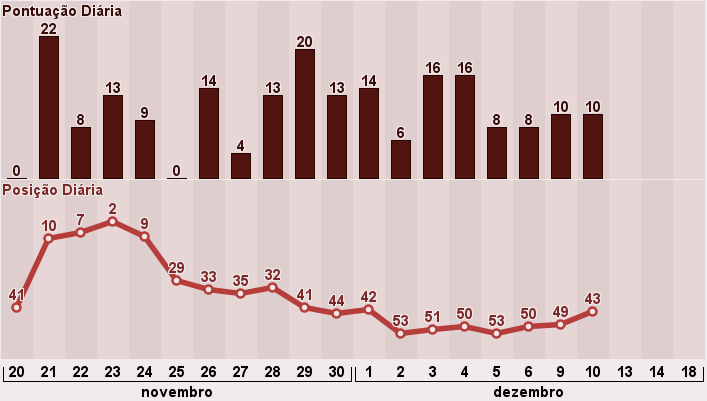 Pontuação Diária
0 22 8 13 9 0 14 4 13 20 13 14 6 16 16 8 8 10 10
Posição Diária
41 10 7 2 9 29 33 35 32 41 44 42 53 51 50 53 50 49 43
20 21 22 23 24 25 26 27 28 29 30 1 2 3 4 5 6 9 10 13 14 18
novembro dezembro